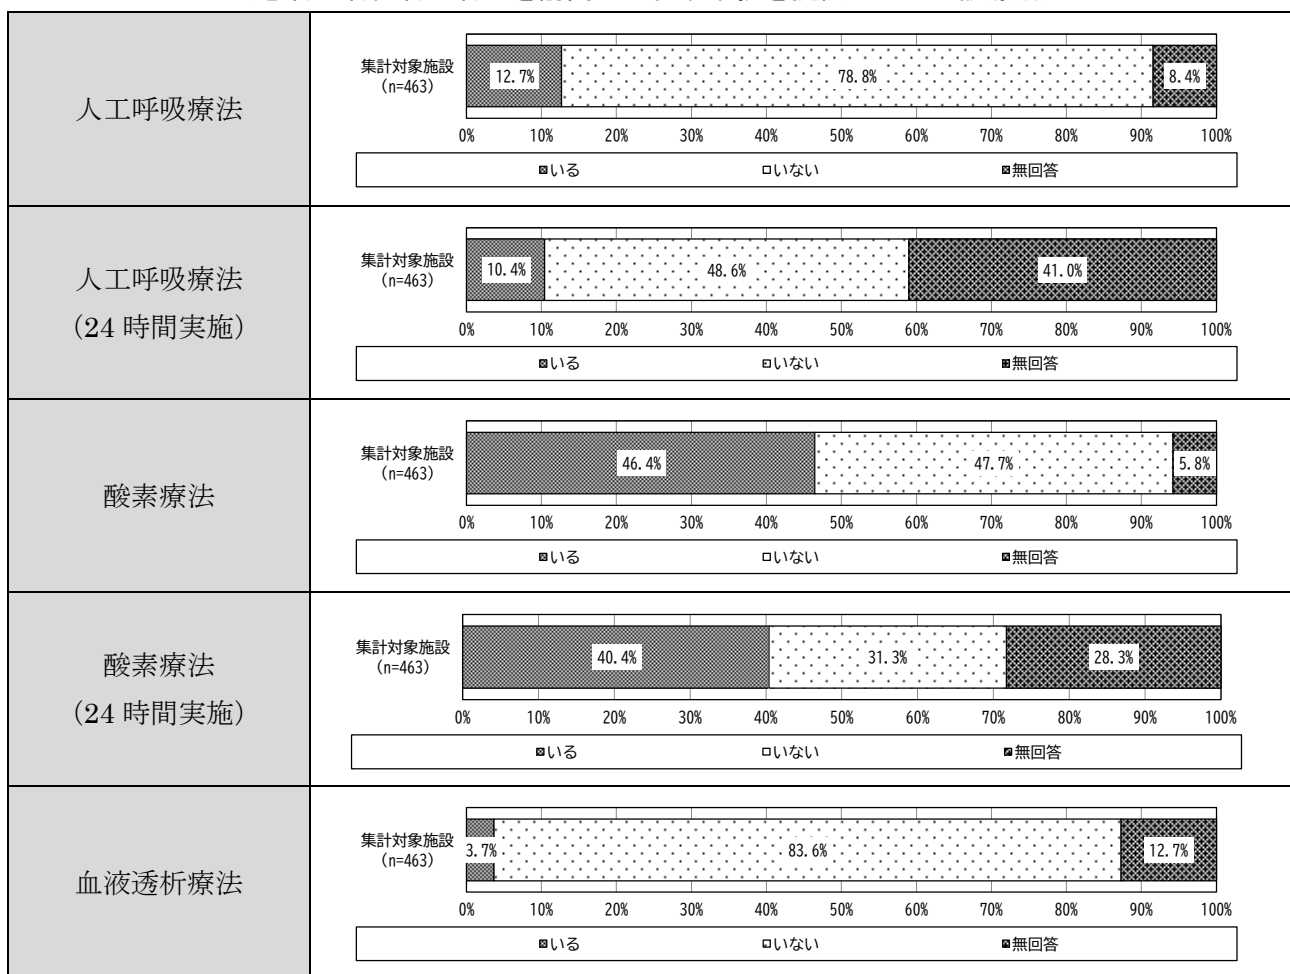 人工呼吸療法
集計対象施設
(n=463)
12.7%
78.8%
8.4%
0% 10% 20% 30% 40% 50% 60% 70% 80% 90% 100%
いる いない 無回答
人工呼吸療法
（24 時間実施）
集計対象施設
(n=463)
10.4%
48.6%
41.0%
0% 10% 20% 30% 40% 50% 60% 70% 80% 90% 100%
いる いない 無回答
酸素療法
集計対象施設
(n=463)
46.4%
47.7%
5.8%
0% 10% 20% 30% 40% 50% 60% 70% 80% 90% 100%
いる いない 無回答
酸素療法
（24 時間実施）
集計対象施設
(n=463)
40.4%
31.3%
28.3%
0% 10% 20% 30% 40% 50% 60% 70% 80% 90% 100%
いる いない 無回答
血液透析療法
集計対象施設
(n=463)
3.7%
83.6%
12.7%
0% 10% 20% 30% 40% 50% 60% 70% 80% 90% 100%
いる いない 無回答